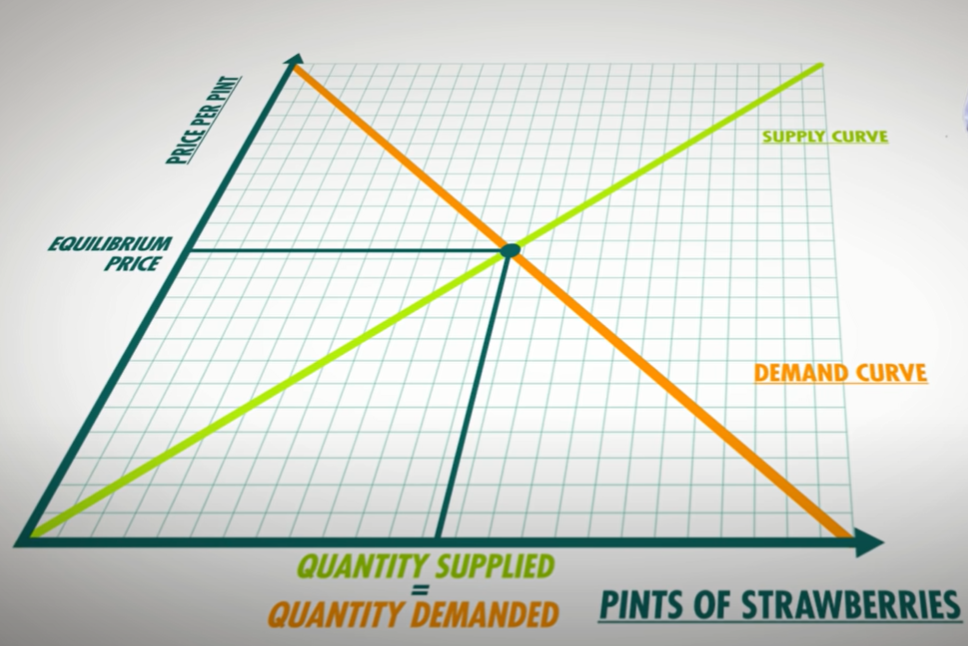 PRICE PER PINT
SUPPLY CURVE
EQUILIBRIUM
PRICE
DEMAND CURVE
QUANTITY SUPPLIED
=
QUANTITY DEMANDED
PINTS OF STRAWBERRIES